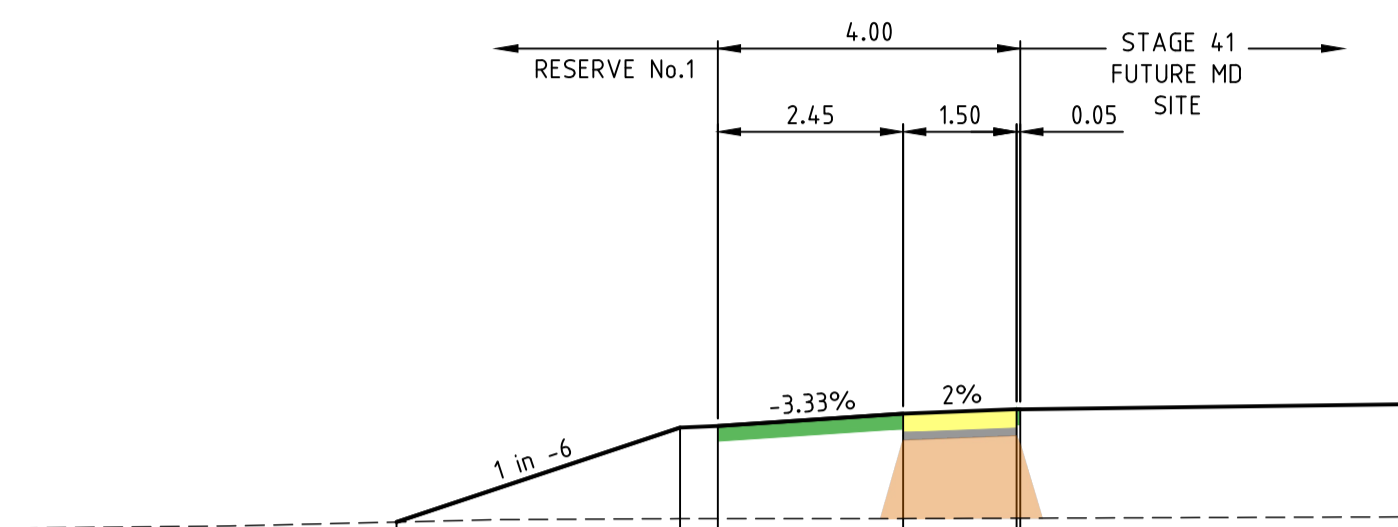 4.00
STAGE 41
RESERVE No.1
FUTURE MD
SITE
2.45
1.50
0.05
-3.33%
2%
1 in -6